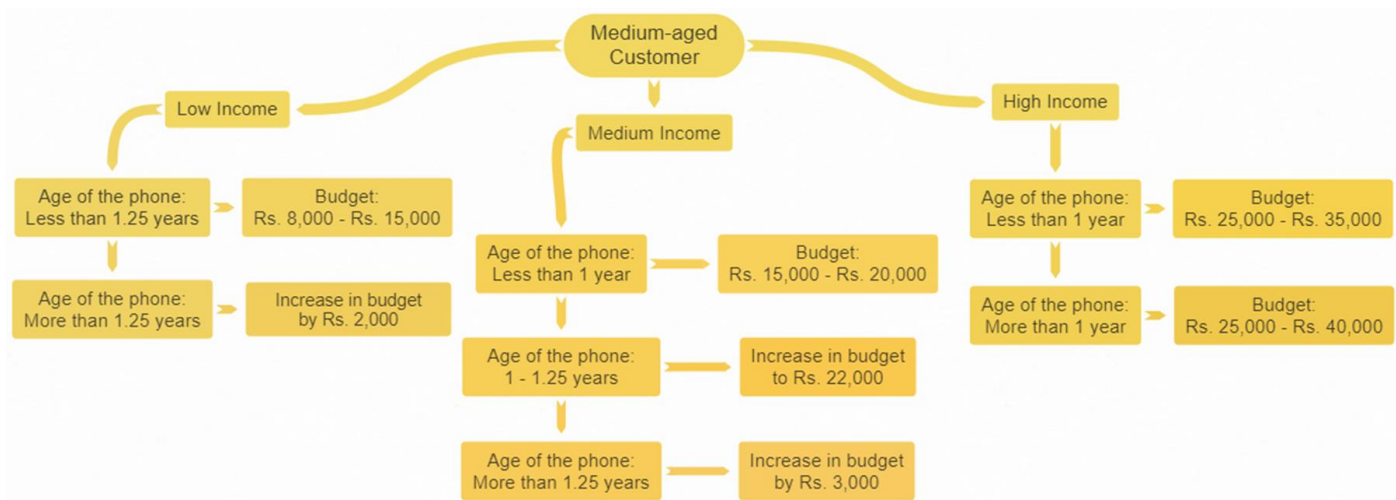 Medium-aged
Customer
Low Income
Age of the phone:
Less than 1.25 years
Budget:
Rs. 8,000 - Rs. 15,000
Age of the phone:
More than 1.25 years
Increase in budget
by Rs. 2,000
Medium Income
Age of the phone:
Less than 1 year
Budget:
Rs. 15,000 - Rs. 20,000
Age of the phone:
1 - 1.25 years
Increase in budget
to Rs. 22,000
Age of the phone:
More than 1.25 years
Increase in budget
by Rs. 3,000
High Income
Age of the phone:
Less than 1 year
Budget:
Rs. 25,000 - Rs. 35,000
Age of the phone:
More than 1 year
Budget:
Rs. 25,000 - Rs. 40,000